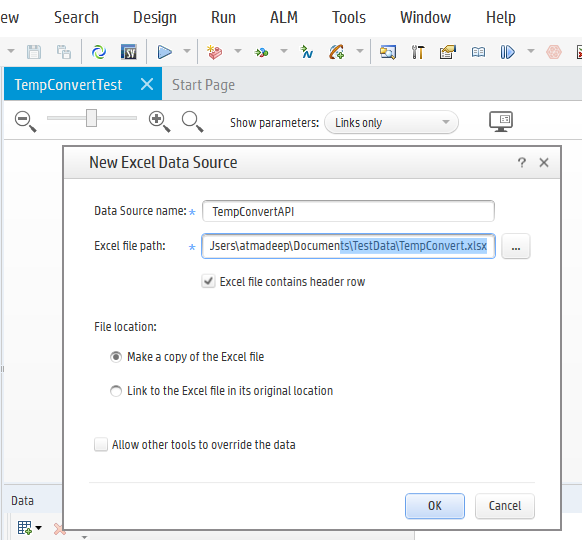 ew Search Design Run ALM Tools Window Help
TempConvertTest Start Page
Show parameters: Links only
New Excel Data Source ?
Data Source name: * TempConvertAPI
Excel file path: * Jsers\atmadeep\Documents\TestData\TempConvert.xlsx ...
Excel file contains header row
File location:
Make a copy of the Excel file
Link to the Excel file in its original location
Allow other tools to override the data
OK Cancel
Data